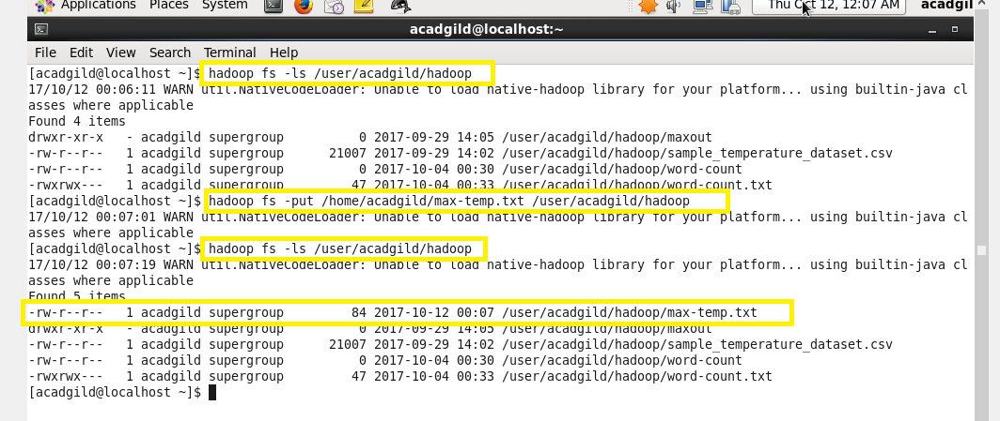 Applications Places System Thu Oct 12, 12:07 AM acadgil
acadgild@localhost:~
File Edit View Search Terminal Help
[acadgild@localhost ~]$ hadoop fs -ls /user/acadgild/hadoop
17/10/12 00:06:11 WARN util.NativeCodeLoader: Unable to load native-hadoop library for your platform... using builtin-java cl
asses where applicable
Found 4 items
drwxr-xr-x - acadgild supergroup 0 2017-09-29 14:05 /user/acadgild/hadoop/maxout
-rw-r--r-- 1 acadgild supergroup 21007 2017-09-29 14:02 /user/acadgild/hadoop/sample_temperature_dataset.csv
-rw-r--r-- 1 acadgild supergroup 0 2017-10-04 00:30 /user/acadgild/hadoop/word-count
-rwxrwx--- 1 acadgild supergroup 47 2017-10-04 00:33 /user/acadgild/hadoop/word-count.txt
[acadgild@localhost ~]$ hadoop fs -put /home/acadgild/max-temp.txt /user/acadgild/hadoop
17/10/12 00:07:01 WARN util.NativeCodeLoader: Unable to load native-hadoop library for your platform... using builtin-java cl
asses where applicable
[acadgild@localhost ~]$ hadoop fs -ls /user/acadgild/hadoop
17/10/12 00:07:19 WARN util.NativeCodeLoader: Unable to load native-hadoop library for your platform... using builtin-java cl
asses where applicable
Found 5 items
-rw-r--r-- 1 acadgild supergroup 84 2017-10-12 00:07 /user/acadgild/hadoop/max-temp.txt
drwxr-xr-x - acadgild supergroup 0 2017-09-29 14:05 /user/acadgild/hadoop/maxout
-rw-r--r-- 1 acadgild supergroup 21007 2017-09-29 14:02 /user/acadgild/hadoop/sample_temperature_dataset.csv
-rw-r--r-- 1 acadgild supergroup 0 2017-10-04 00:30 /user/acadgild/hadoop/word-count
-rwxrwx--- 1 acadgild supergroup 47 2017-10-04 00:33 /user/acadgild/hadoop/word-count.txt
[acadgild@localhost ~]$